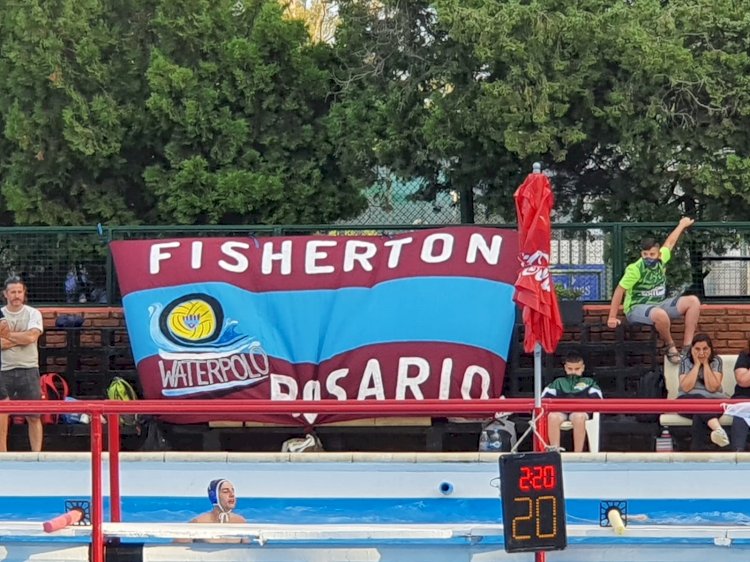 FISHERTON
WATERPOLO
ROSARIO
2:20
20